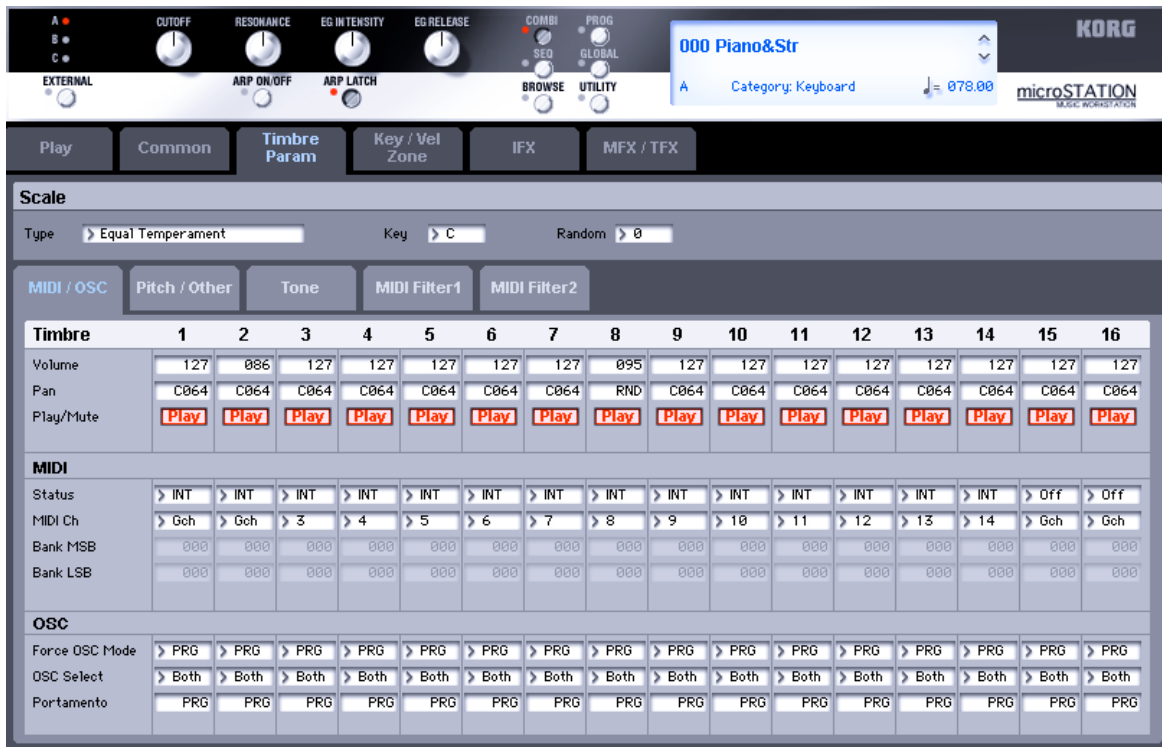 A CUTOFF RESONANCE EG INTENSITY EG RELEASE COMBI PROG KORG
B SEQ GLOBAL 000 Piano&Str
C
EXTERNAL ARP ON/OFF ARP LATCH BROWSE UTILITY A Category: Keyboard ♩= 078.00 microSTATION
MUSIC WORKSTATION
Play Common Timbre Param Key / Vel Zone IFX MFX / TFX
Scale
Type Equal Temperament Key C Random 0
MIDI / OSC Pitch / Other Tone MIDI Filter1 MIDI Filter2
Timbre 1 2 3 4 5 6 7 8 9 10 11 12 13 14 15 16
Volume 127 086 127 127 127 127 127 095 127 127 127 127 127 127 127 127
Pan C064 C064 C064 C064 C064 C064 C064 RND C064 C064 C064 C064 C064 C064 C064 C064
Play/Mute Play Play Play Play Play Play Play Play Play Play Play Play Play Play Play Play
MIDI
Status INT INT INT INT INT INT INT INT INT INT INT INT INT INT Off Off
MIDI Ch Gch Gch 3 4 5 6 7 8 9 10 11 12 13 14 Gch Gch
Bank MSB 000 000 000 000 000 000 000 000 000 000 000 000 000 000 000 000
Bank LSB 000 000 000 000 000 000 000 000 000 000 000 000 000 000 000 000
OSC
Force OSC Mode PRG PRG PRG PRG PRG PRG PRG PRG PRG PRG PRG PRG PRG PRG PRG PRG
OSC Select Both Both Both Both Both Both Both Both Both Both Both Both Both Both Both Both
Portamento PRG PRG PRG PRG PRG PRG PRG PRG PRG PRG PRG PRG PRG PRG PRG PRG